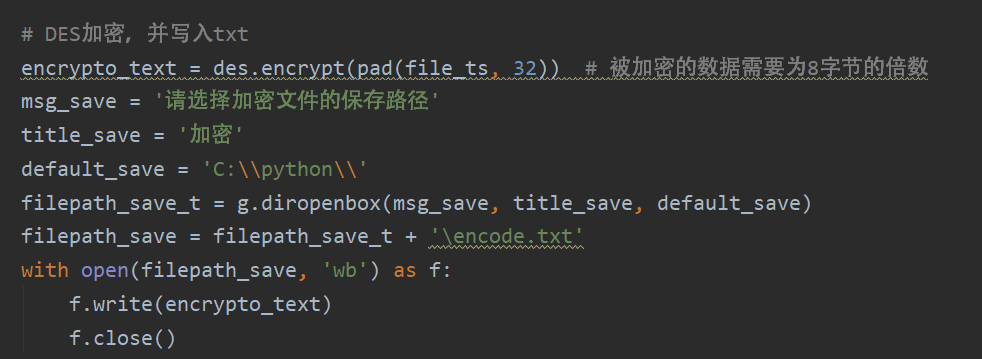 # DES加密, 并写入txt
encrypto_text = des.encrypt(pad(file_ts, 32))  # 被加密的数据需要为8字节的倍数
msg_save = '请选择加密文件的保存路径'
title_save = '加密'
default_save = 'C:\\python\\'
filepath_save_t = g.diropenbox(msg_save, title_save, default_save)
filepath_save = filepath_save_t + '\encode.txt'
with open(filepath_save, 'wb') as f:
    f.write(encrypto_text)
    f.close()